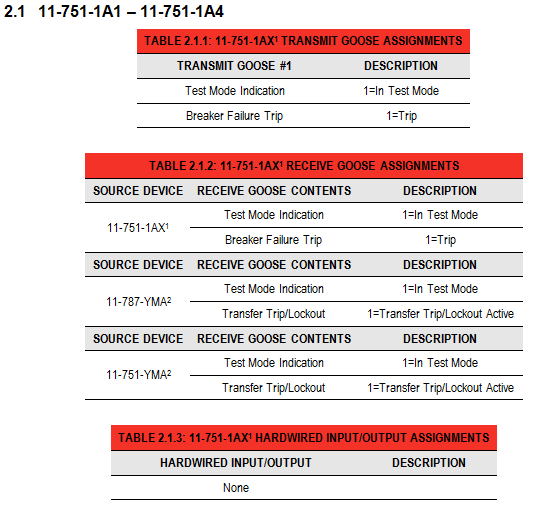 2.1 11-751-1A1 – 11-751-1A4
TABLE 2.1.1: 11-751-1AX¹ TRANSMIT GOOSE ASSIGNMENTS
TRANSMIT GOOSE #1 DESCRIPTION
Test Mode Indication 1=In Test Mode
Breaker Failure Trip 1=Trip
TABLE 2.1.2: 11-751-1AX¹ RECEIVE GOOSE ASSIGNMENTS
SOURCE DEVICE RECEIVE GOOSE CONTENTS DESCRIPTION
11-751-1AX¹
Test Mode Indication 1=In Test Mode
Breaker Failure Trip 1=Trip
SOURCE DEVICE RECEIVE GOOSE CONTENTS DESCRIPTION
11-787-YMA²
Test Mode Indication 1=In Test Mode
Transfer Trip/Lockout 1=Transfer Trip/Lockout Active
SOURCE DEVICE RECEIVE GOOSE CONTENTS DESCRIPTION
11-751-YMA²
Test Mode Indication 1=In Test Mode
Transfer Trip/Lockout 1=Transfer Trip/Lockout Active
TABLE 2.1.3: 11-751-1AX¹ HARDWIRED INPUT/OUTPUT ASSIGNMENTS
HARDWIRED INPUT/OUTPUT DESCRIPTION
None